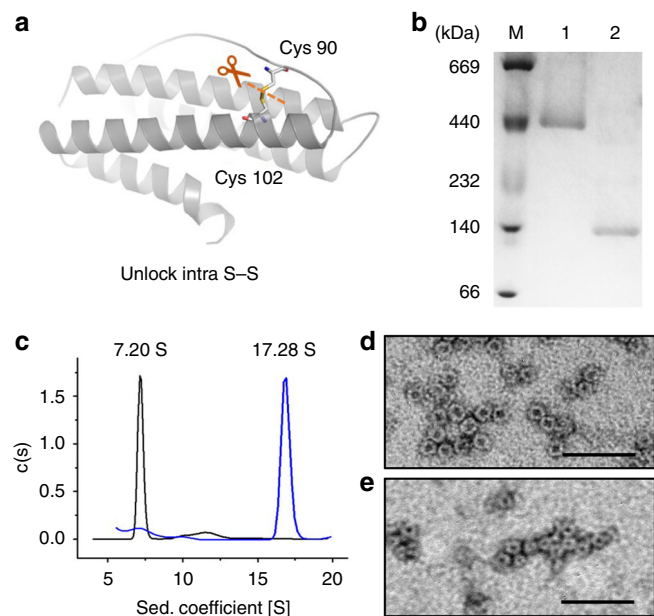 a
Cys 90
Cys 102
Unlock intra S–S
b
(kDa) M 1 2
669
440
232
140
66
c
7.20 S 17.28 S
1.5
1.0
0.5
0.0
c(s)
5 10 15 20
Sed. coefficient [S]
d
e